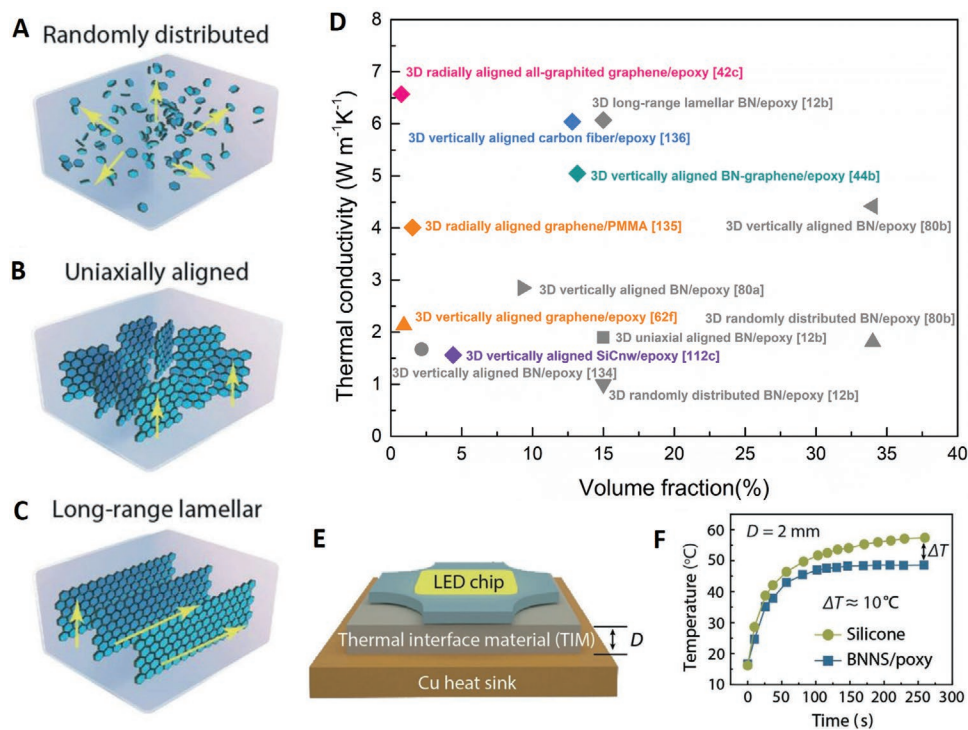 A
Randomly distributed
B
Uniaxially aligned
C
Long-range lamellar
D
Thermal conductivity (W m⁻¹K⁻¹)
8
7
6
5
4
3
2
1
0
3D radially aligned all-graphited graphene/epoxy [42c]
3D long-range lamellar BN/epoxy [12b]
3D vertically aligned carbon fiber/epoxy [136]
3D vertically aligned BN-graphene/epoxy [44b]
3D radially aligned graphene/PMMA [135]
3D vertically aligned BN/epoxy [80b]
3D vertically aligned BN/epoxy [80a]
3D vertically aligned graphene/epoxy [62f]
3D randomly distributed BN/epoxy [80b]
3D uniaxial aligned BN/epoxy [12b]
3D vertically aligned SiCnw/epoxy [112c]
3D vertically aligned BN/epoxy [134]
3D randomly distributed BN/epoxy [12b]
0 5 10 15 20 25 30 35 40
Volume fraction(%)
E
LED chip
Thermal interface material (TIM)
D
Cu heat sink
F
Temperature (°C)
60
50
40
30
20
10
D = 2 mm
ΔT
ΔT ≈ 10°C
Silicone
BNNS/poxy
0 50 100 150 200 250 300
Time (s)